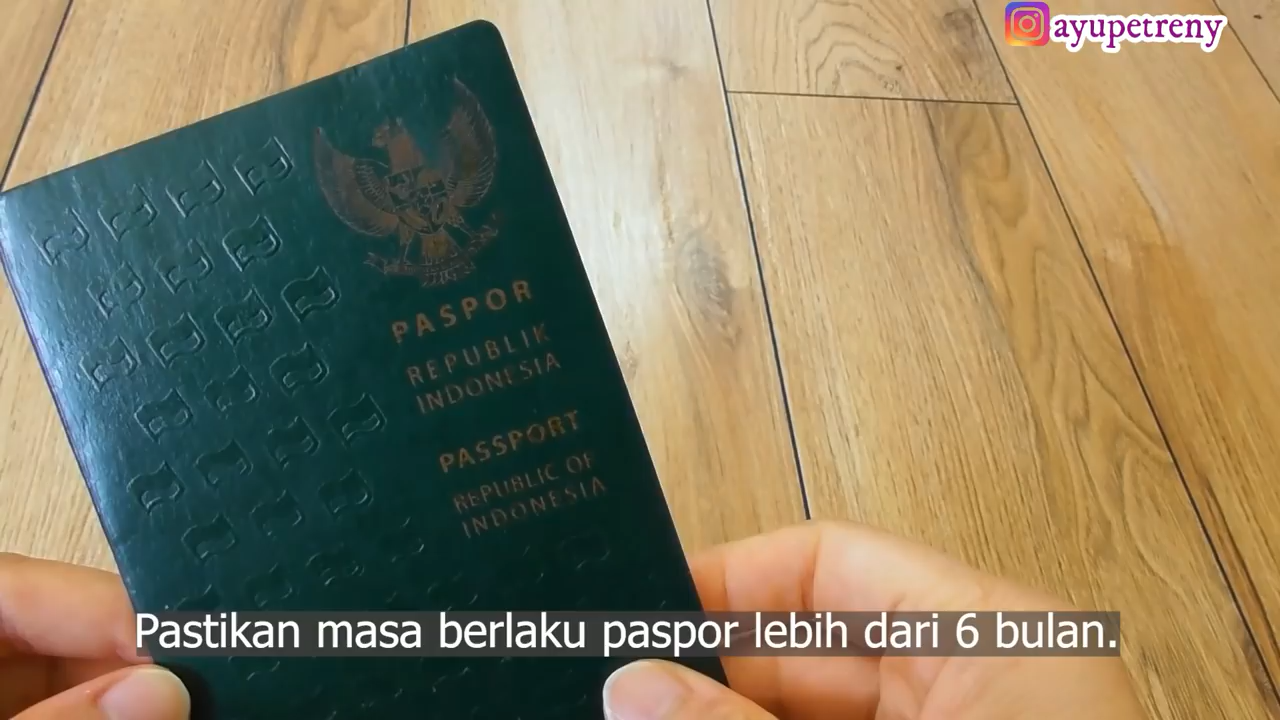 ayupetreny
PASPOR
REPUBLIK
INDONESIA
PASSPORT
REPUBLIC OF
INDONESIA
Pastikan masa berlaku paspor lebih dari 6 bulan.